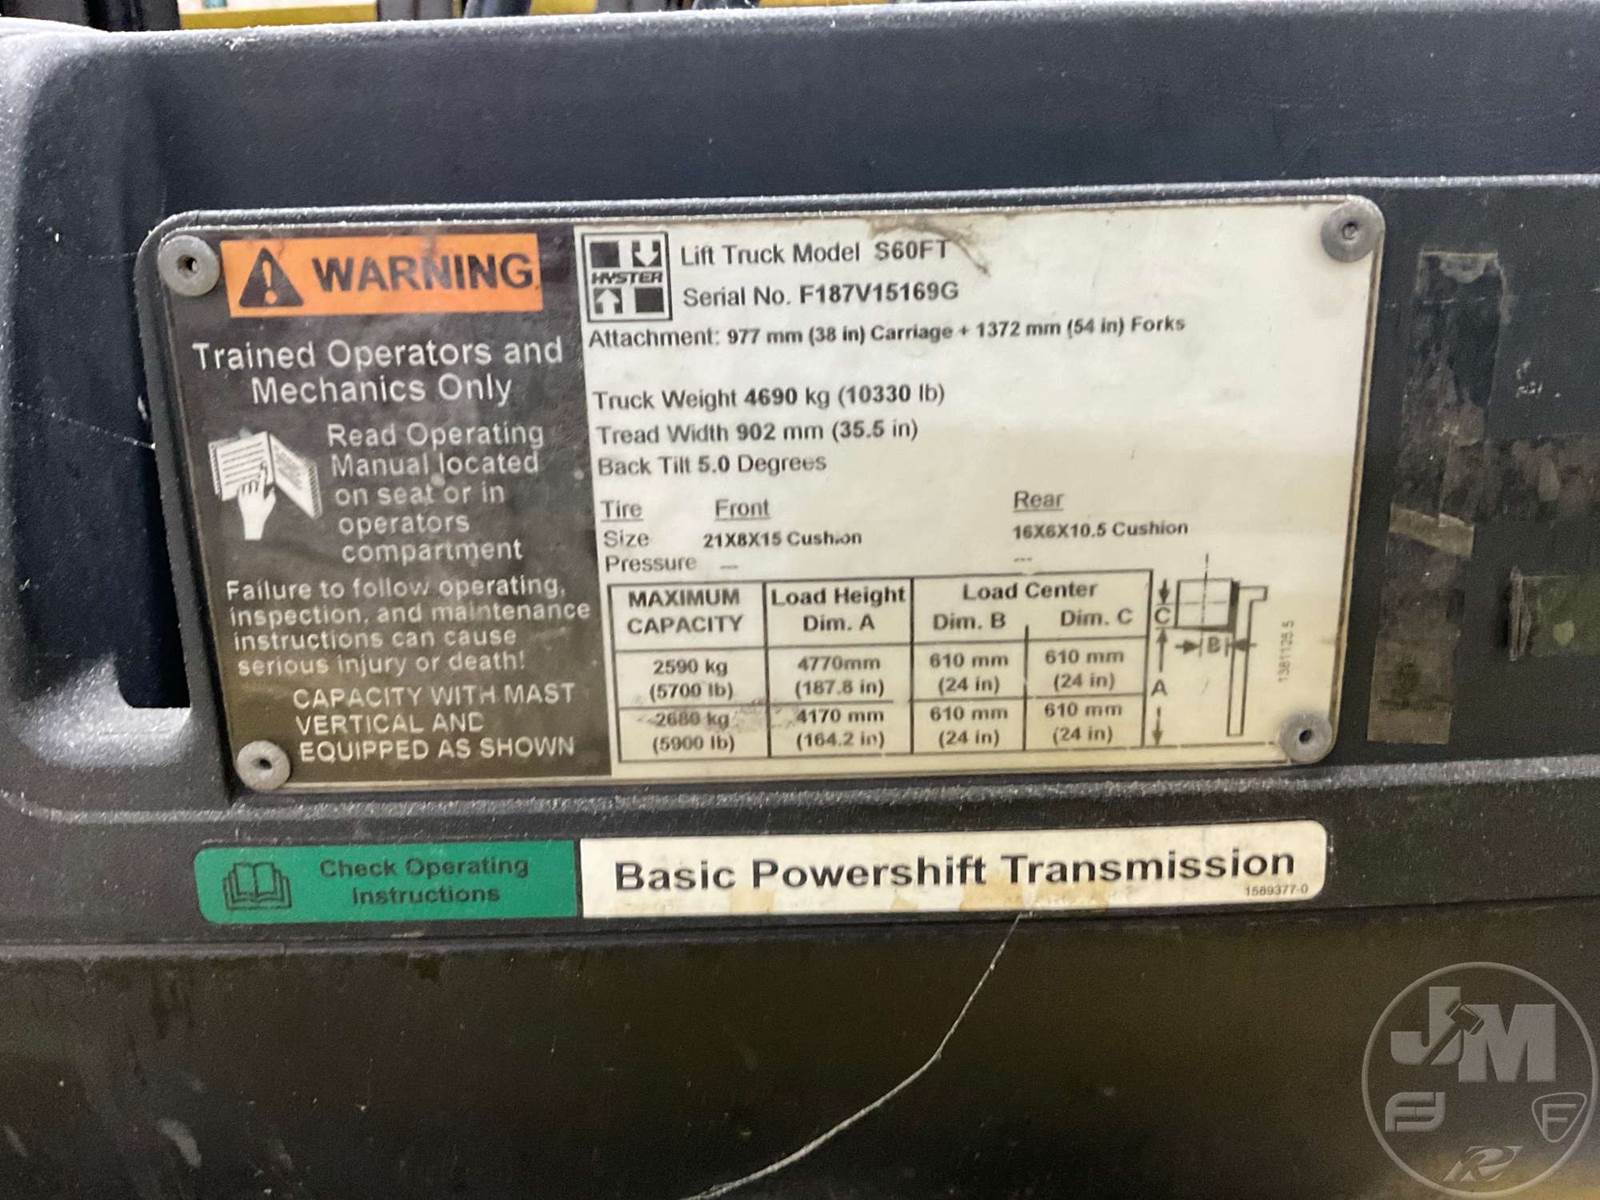 WARNING
Trained Operators and
Mechanics Only
Read Operating
Manual located
on seat or in
operators
compartment
Failure to follow operating,
inspection, and maintenance
instructions can cause
serious injury or death!
CAPACITY WITH MAST
VERTICAL AND
EQUIPPED AS SHOWN
HYSTER
Lift Truck Model S60FT
Serial No. F187V15169G
Attachment: 977 mm (38 in) Carriage + 1372 mm (54 in) Forks
Truck Weight 4690 kg (10330 lb)
Tread Width 902 mm (35.5 in)
Back Tilt 5.0 Degrees
Tire Front Rear
Size 21X8X15 Cushion 16X6X10.5 Cushion
Pressure --- ---
MAXIMUM Load Height Load Center
CAPACITY Dim. A Dim. B Dim. C
2590 kg 4770mm 610 mm 610 mm
(5700 lb) (187.8 in) (24 in) (24 in)
2680 kg 4170 mm 610 mm 610 mm
(5900 lb) (164.2 in) (24 in) (24 in)
C
B
A
Check Operating
Instructions
Basic Powershift Transmission
1589377-0
JM
F